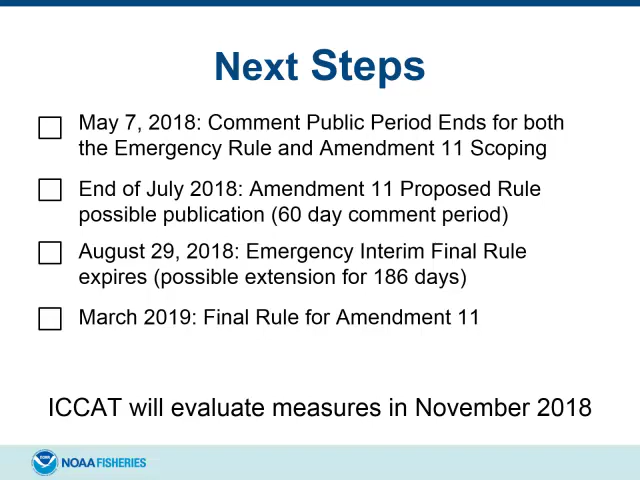 Next Steps
May 7, 2018: Comment Public Period Ends for both
the Emergency Rule and Amendment 11 Scoping
End of July 2018: Amendment 11 Proposed Rule
possible publication (60 day comment period)
August 29, 2018: Emergency Interim Final Rule
expires (possible extension for 186 days)
March 2019: Final Rule for Amendment 11
ICCAT will evaluate measures in November 2018
NOAA FISHERIES